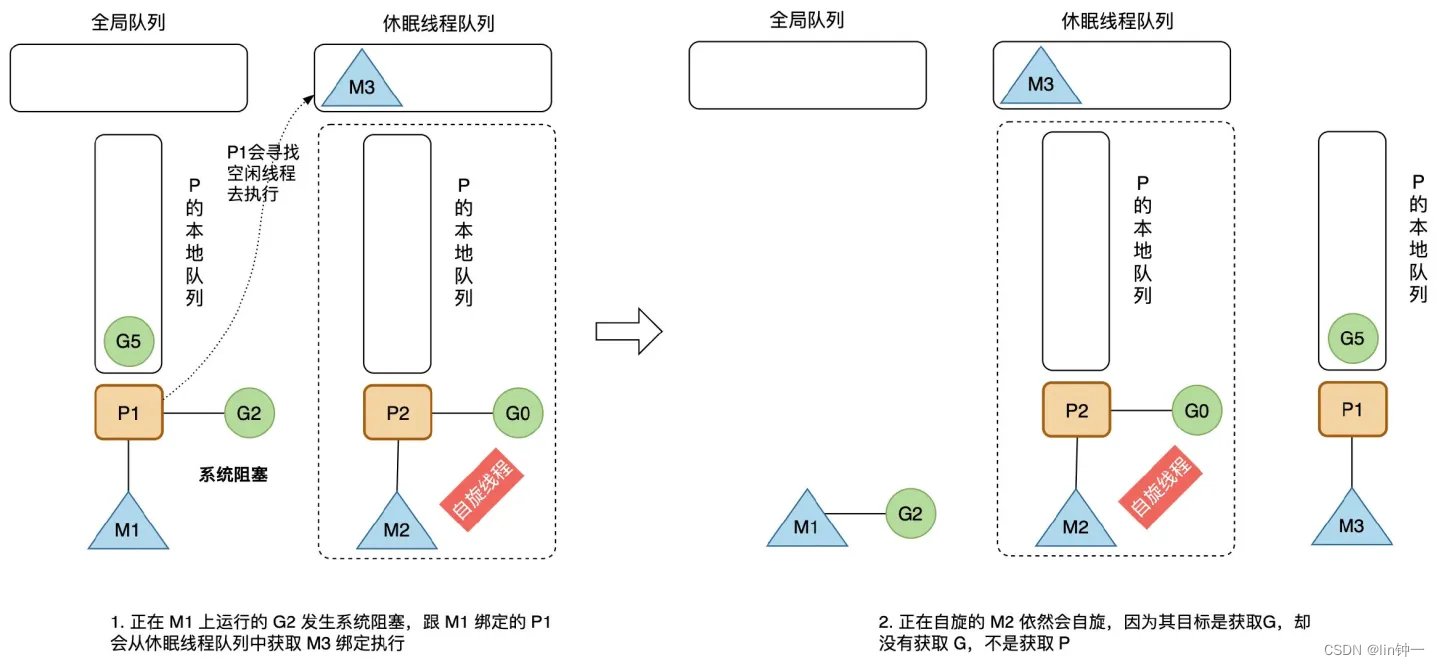 全局队列
休眠线程队列
M3
P1会寻找
空闲线程
去执行
P的本地队列
P的本地队列
G5
P1
G2
P2
G0
系统阻塞
自旋线程
M1
M2
1. 正在 M1 上运行的 G2 发生系统阻塞，跟 M1 绑定的 P1
会从休眠线程队列中获取 M3 绑定执行
全局队列
休眠线程队列
M3
P的本地队列
P的本地队列
G5
P2
G0
P1
自旋线程
M1
G2
M2
M3
2. 正在自旋的 M2 依然会自旋，因为其目标是获取G，却
没有获取 G，不是获取 P
CSDN @lin钟一